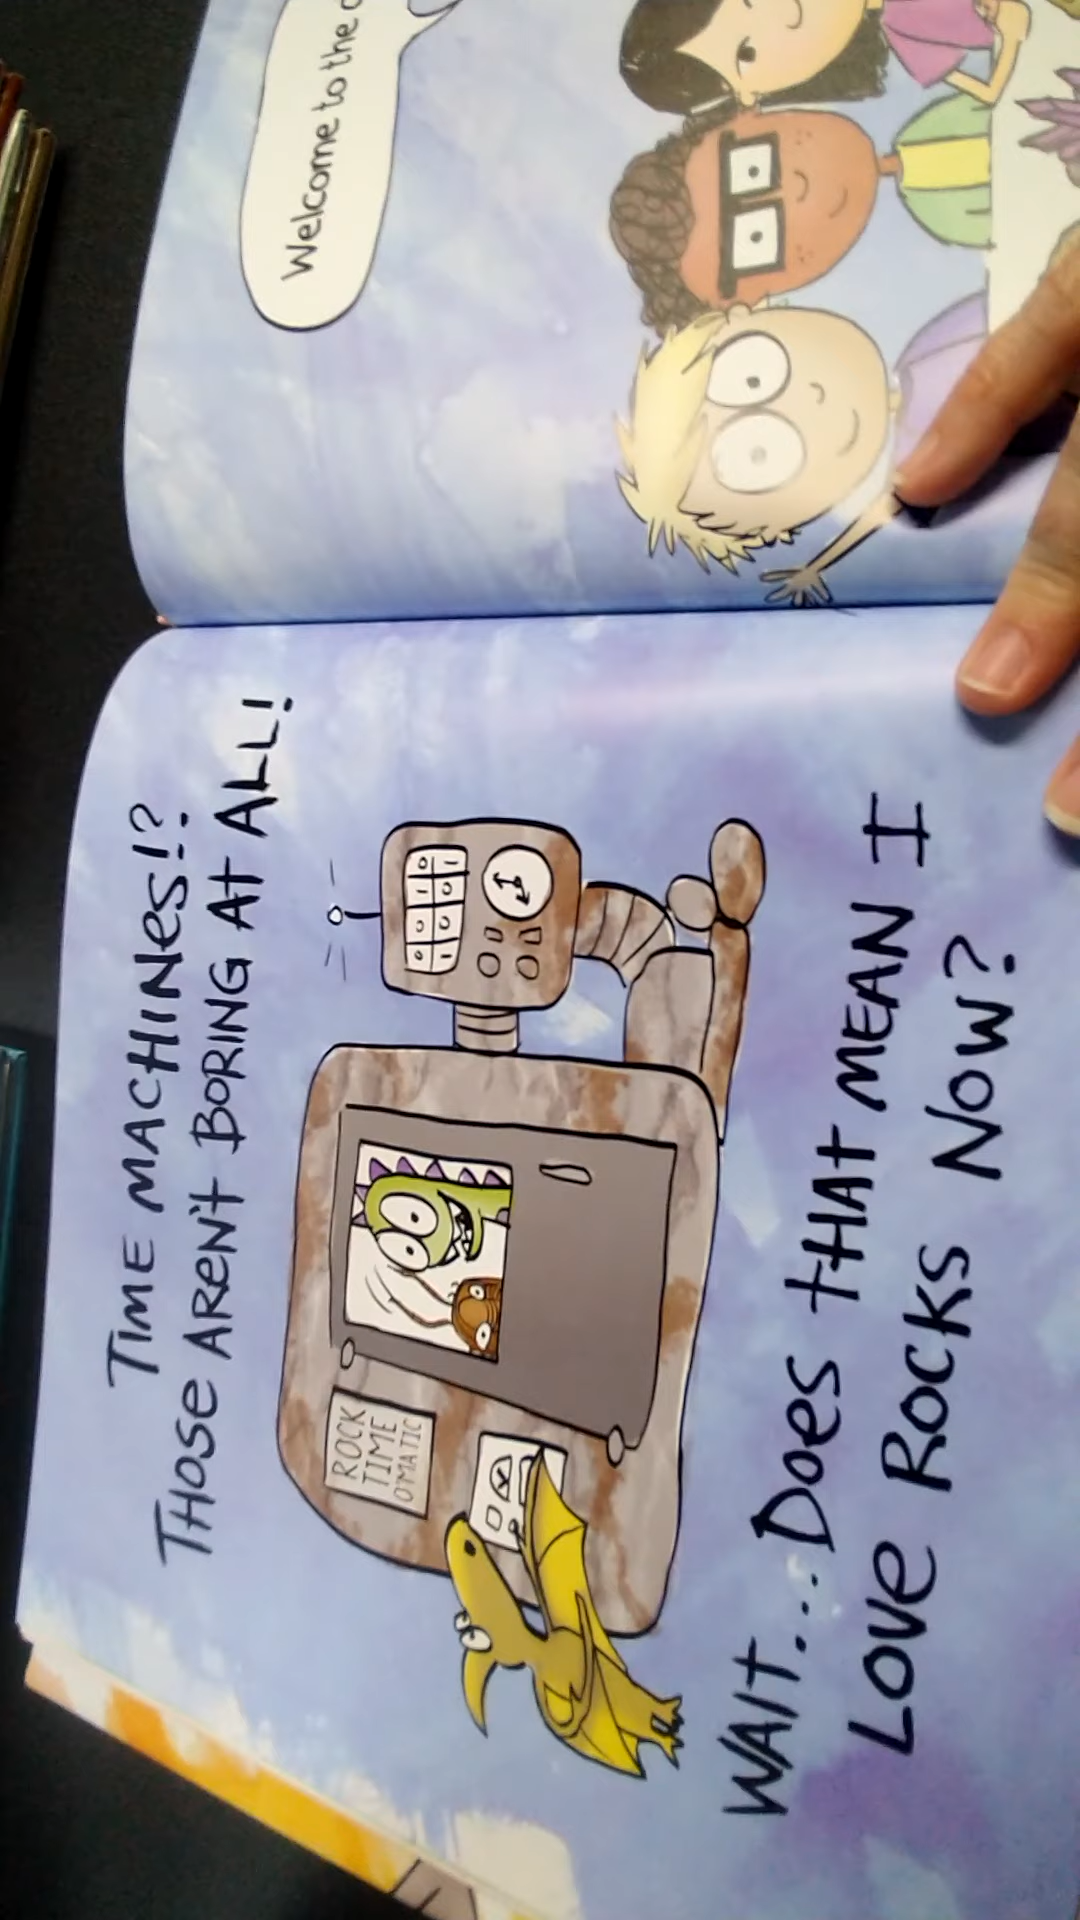 TIME MACHINES!?
THOSE AREN'T BORING AT ALL!
ROCK
TIME
O'MATIC
WAIT... DOES THAT MEAN I
LOVE ROCKS NOW?
Welcome to the